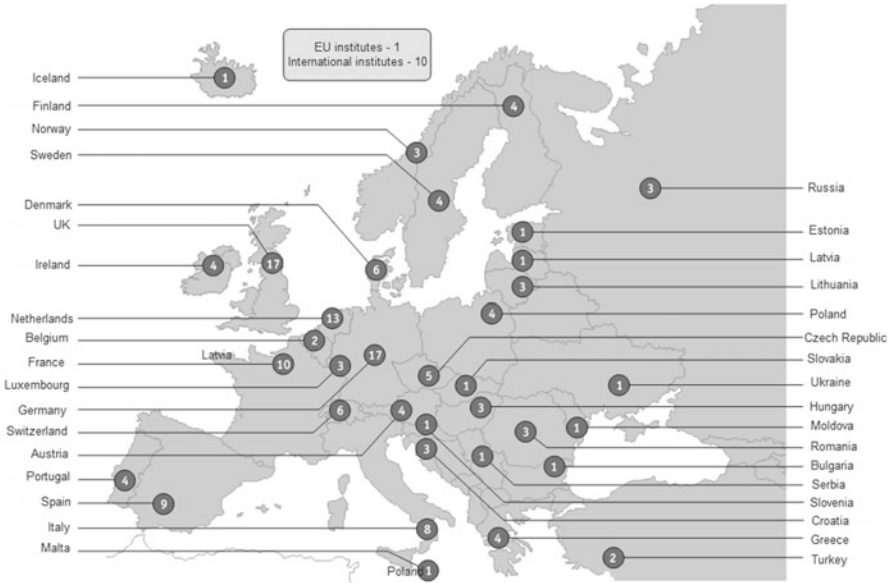 EU institutes - 1
International institutes - 10
Iceland
1
Finland
4
Norway
3
Sweden
4
Denmark
6
UK
17
Ireland
4
Netherlands
13
Belgium
2
Latvia
France
10
Luxembourg
3
Germany
17
Switzerland
6
Austria
4
Portugal
4
Spain
9
Italy
8
Malta
Poland
1
Russia
3
Estonia
1
Latvia
1
Lithuania
3
Poland
4
Czech Republic
5
Slovakia
1
Ukraine
1
Hungary
3
Moldova
1
Romania
3
Bulgaria
1
Serbia
1
Slovenia
1
Croatia
3
Greece
4
Turkey
2